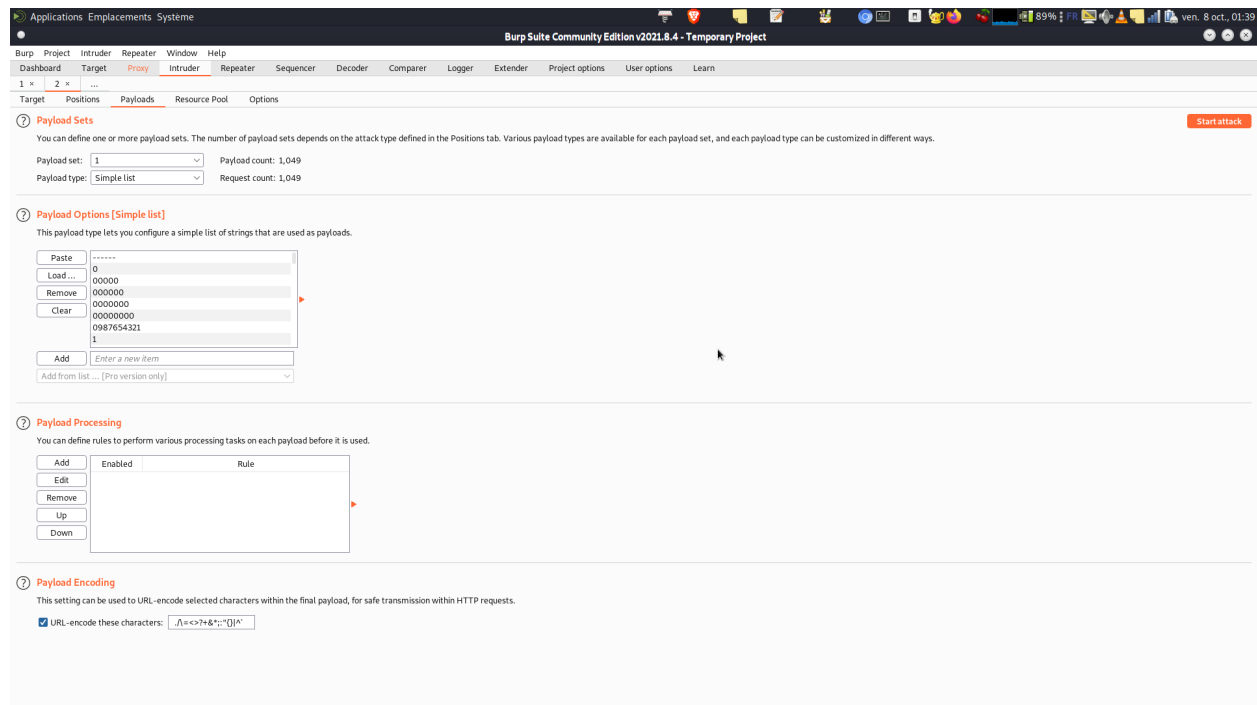 Applications Emplacements Système
89%
FR
ven. 8 oct., 01:39
Burp Suite Community Edition v2021.8.4 - Temporary Project
Burp Project Intruder Repeater Window Help
Dashboard Target Proxy Intruder Repeater Sequencer Decoder Comparer Logger Extender Project options User options Learn
1 × 2 × ...
Target Positions Payloads Resource Pool Options
? Payload Sets
Start attack
You can define one or more payload sets. The number of payload sets depends on the attack type defined in the Positions tab. Various payload types are available for each payload set, and each payload type can be customized in different ways.
Payload set: 1 Payload count: 1,049
Payload type: Simple list Request count: 1,049
? Payload Options [Simple list]
This payload type lets you configure a simple list of strings that are used as payloads.
Paste
Load ...
Remove
Clear
------
0
00000
000000
0000000
00000000
0987654321
1
Add Enter a new item
Add from list ... [Pro version only]
? Payload Processing
You can define rules to perform various processing tasks on each payload before it is used.
Add
Edit
Remove
Up
Down
Enabled Rule
? Payload Encoding
This setting can be used to URL-encode selected characters within the final payload, for safe transmission within HTTP requests.
URL-encode these characters: ./\=<>?+&*;:"{}|^`